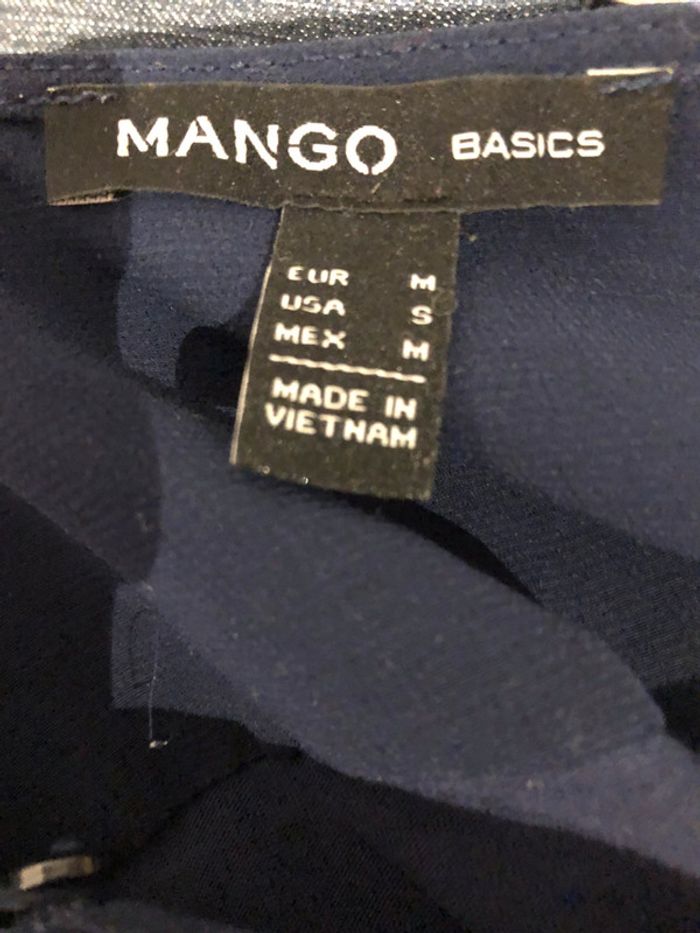 MANGO BASICS
EUR M
USA S
MEX M
MADE IN
VIETNAM